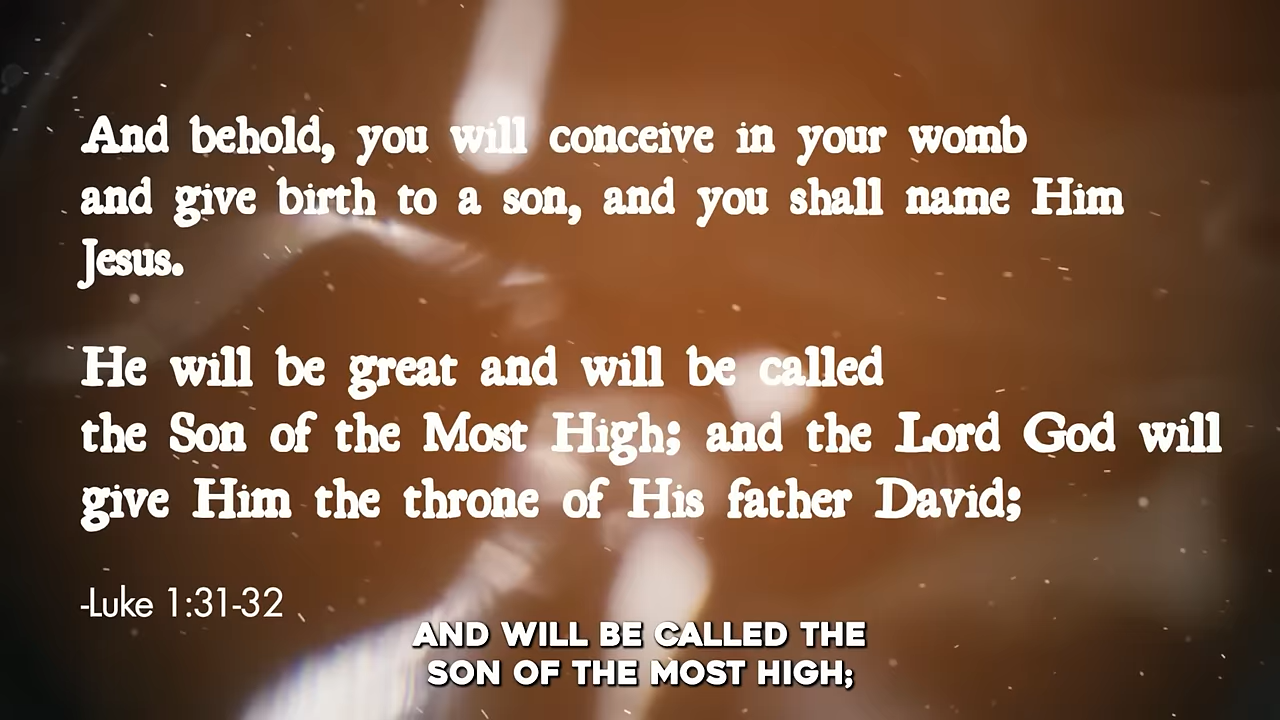 And behold, you will conceive in your womb
and give birth to a son, and you shall name Him
Jesus.
He will be great and will be called
the Son of the Most High; and the Lord God will
give Him the throne of His father David;
-Luke 1:31-32
AND WILL BE CALLED THE
SON OF THE MOST HIGH;